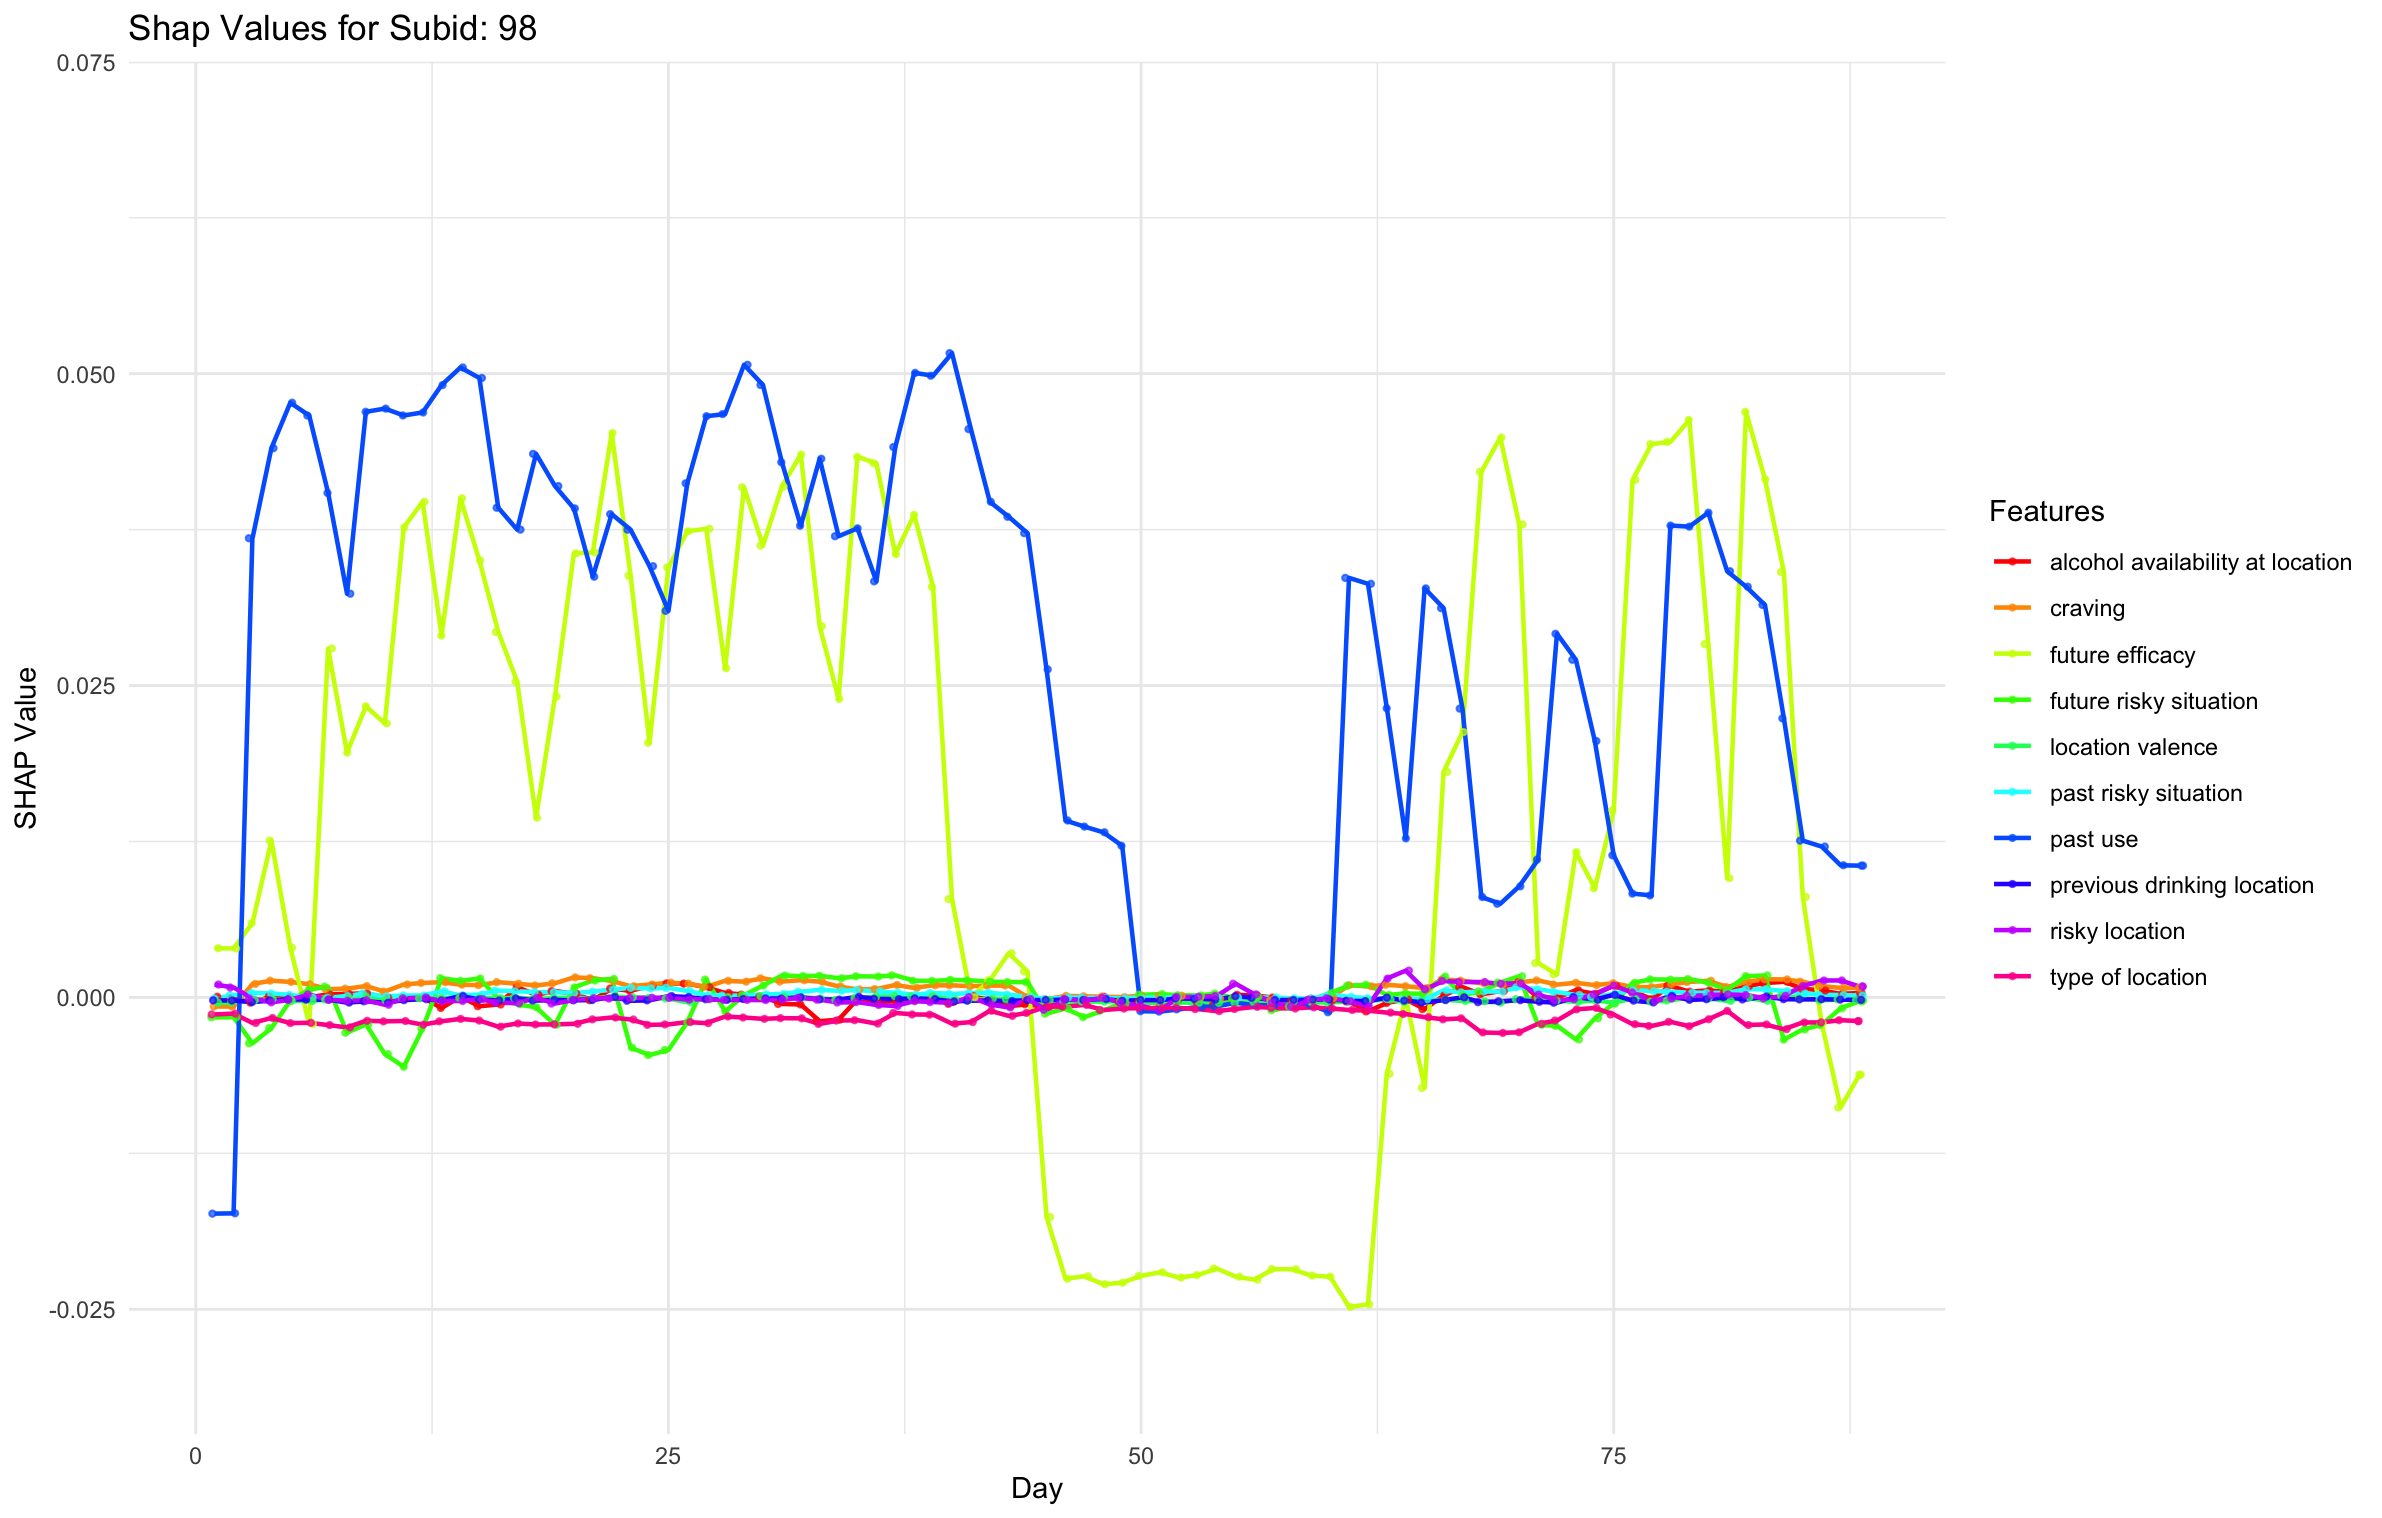 Shap Values for Subid: 98
0.075
0.050
0.025
0.000
-0.025
SHAP Value
0
25
50
75
Day
Features
alcohol availability at location
craving
future efficacy
future risky situation
location valence
past risky situation
past use
previous drinking location
risky location
type of location